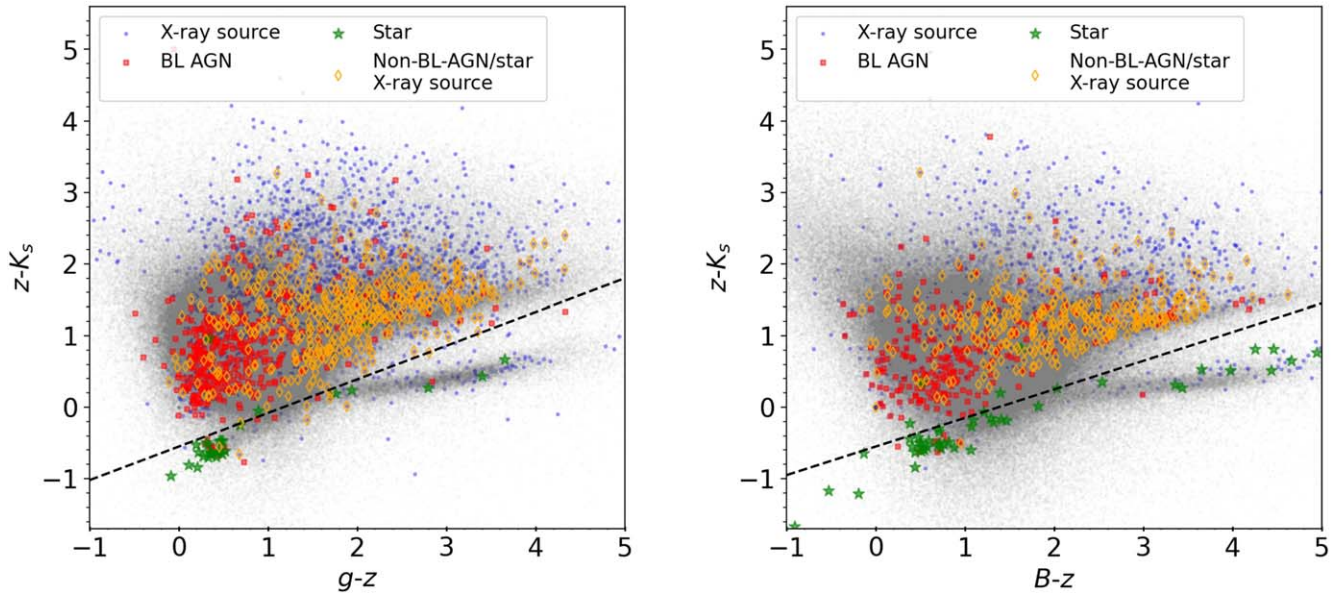 X-ray source
Star
BL AGN
Non-BL-AGN/star
X-ray source
z-Ks
5
4
3
2
1
0
−1
−1 0 1 2 3 4 5
g-z
X-ray source
Star
BL AGN
Non-BL-AGN/star
X-ray source
z-Ks
5
4
3
2
1
0
−1
−1 0 1 2 3 4 5
B-z